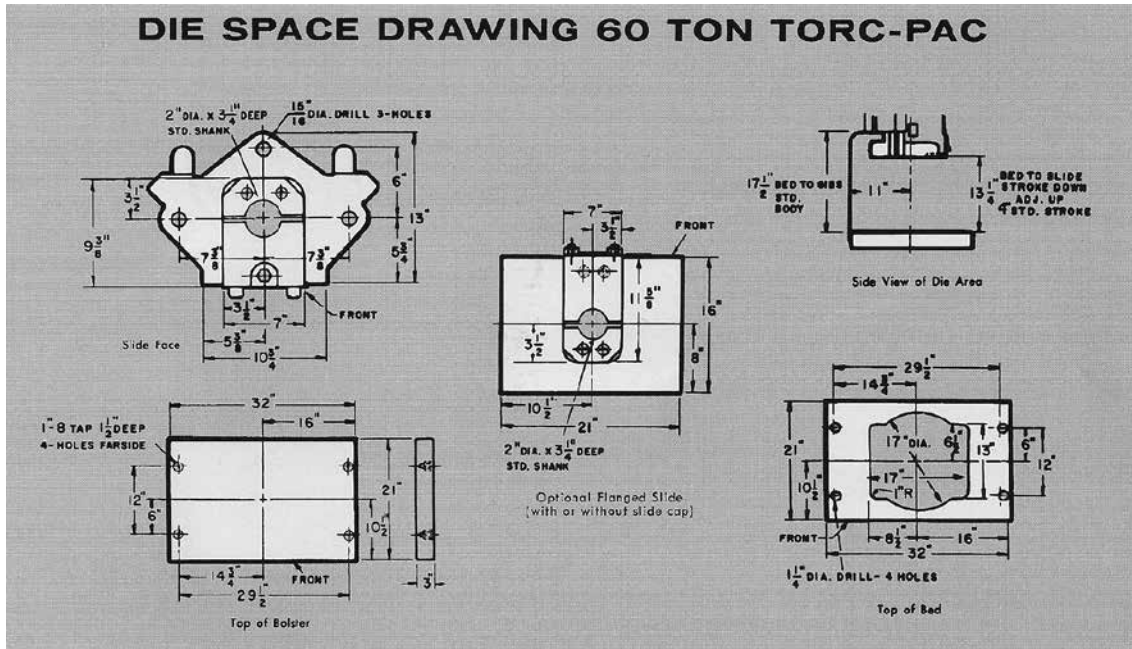 DIE SPACE DRAWING 60 TON TORC-PAC
2" DIA. X 3 1/4" DEEP
STD. SHANK
15/16" DIA. DRILL 3-HOLES
3 1/2"
9 3/8"
6"
13"
5 3/4"
7 3/8"
7 3/8"
3 1/2"
7"
FRONT
5 3/8"
10 3/4"
Side Face
7"
3 1/2"
FRONT
11 5/8"
16"
3 1/2"
8"
10 1/2"
21"
2" DIA. X 3 1/4" DEEP
STD. SHANK
Optional Flanged Slide
(with or without slide cap)
17 1/2" BED TO GIBS
STD.
BODY
11"
13 1/4" BED TO SLIDE
STROKE DOWN
ADJ. UP
4" STD. STROKE
Side View of Die Area
32"
16"
1-8 TAP 1 1/2" DEEP
4-HOLES FARSIDE
12"
6"
21"
10 1/2"
FRONT
14 3/4"
29 1/2"
3"
Top of Bolster
29 1/2"
21"
10 1/2"
17" DIA.
6 1/2"
13"
6"
12"
17"
1" R
FRONT
8 1/2"
16"
32"
1 1/4" DIA. DRILL-4 HOLES
Top of Bed